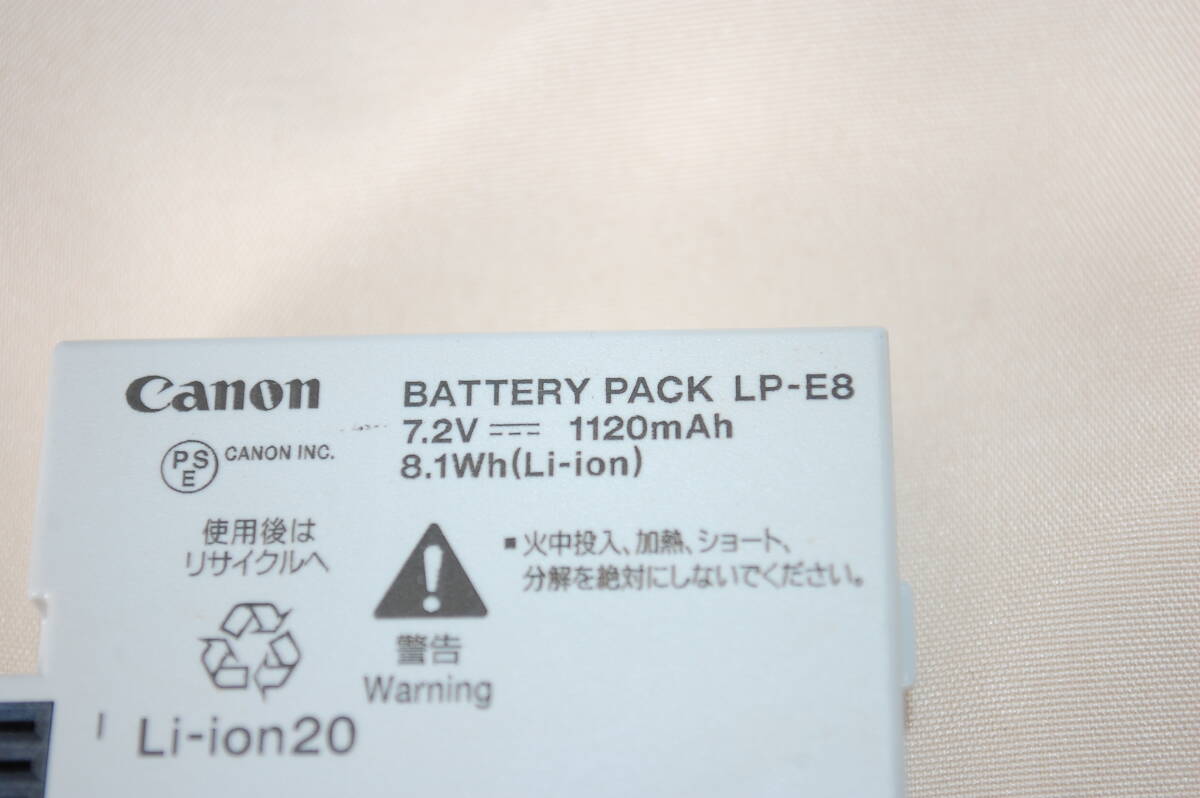 Canon
BATTERY PACK LP-E8
7.2V ⎓ 1120mAh
8.1Wh(Li-ion)
PSE
CANON INC.
使用後は
リサイクルへ
警告
Warning
■火中投入、加熱、ショート、
分解を絶対にしないでください。
Li-ion20